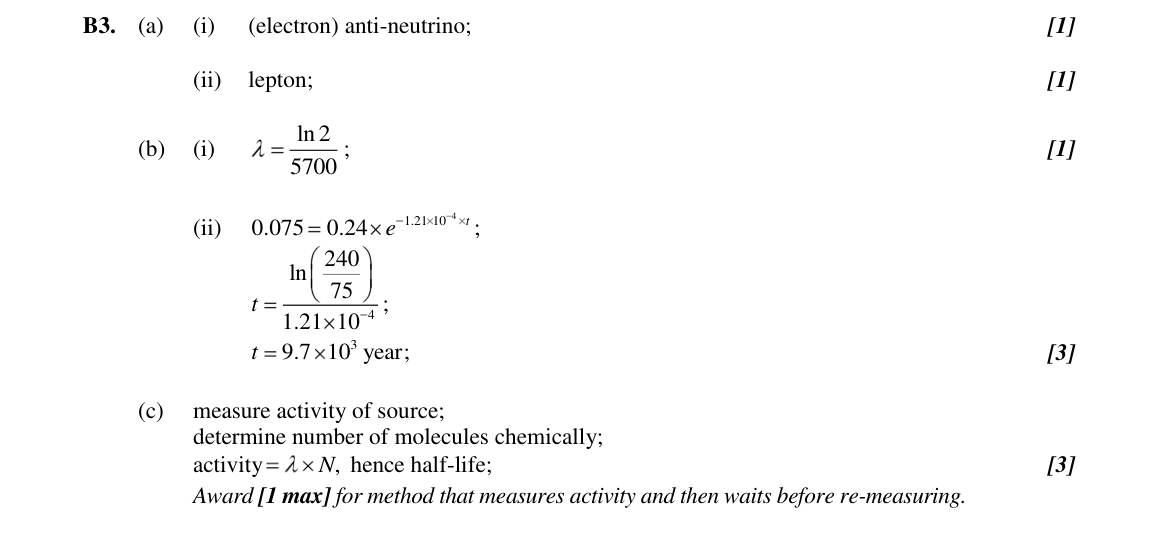 B3. (a) (i) (electron) anti-neutrino; [1]
(ii) lepton; [1]
(b) (i) λ = ln 2 / 5700 ; [1]
(ii) 0.075 = 0.24 × e^(−1.21×10^−4 × t) ;
t = ln(240/75) / 1.21×10^−4 ;
t = 9.7×10³ year; [3]
(c) measure activity of source;
determine number of molecules chemically;
activity = λ × N, hence half-life; [3]
Award [1 max] for method that measures activity and then waits before re-measuring.